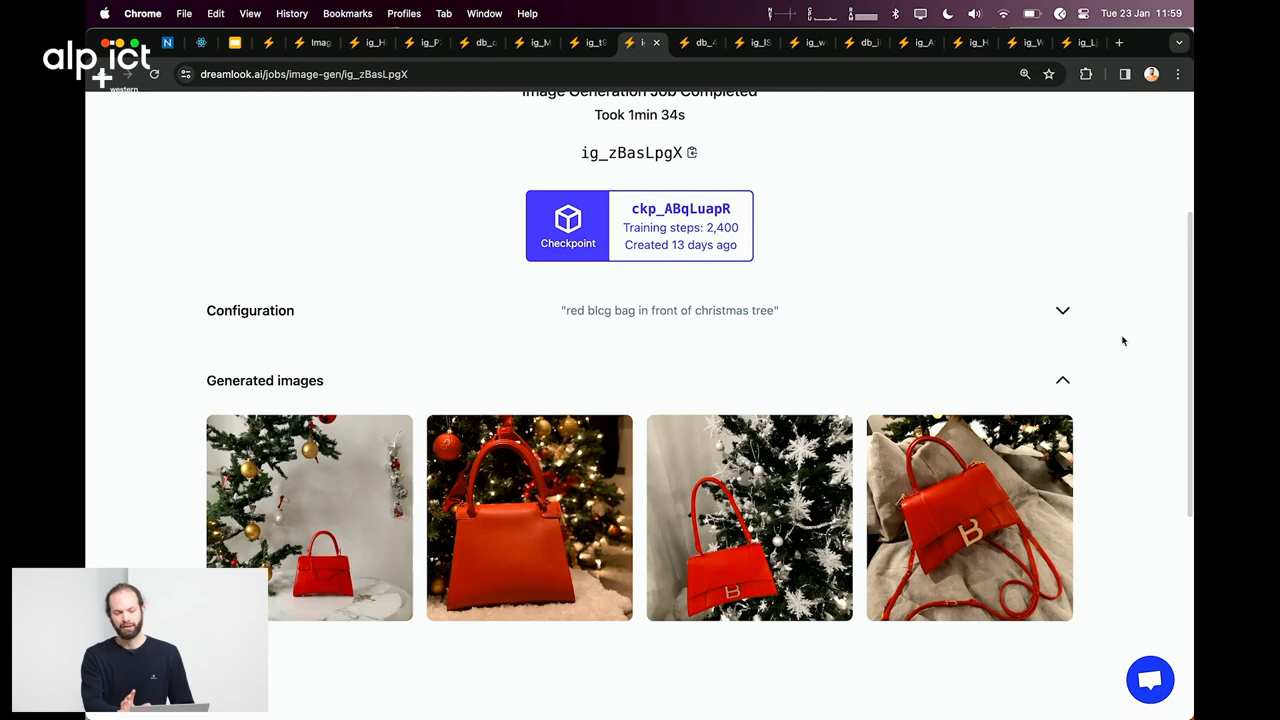 Chrome File Edit View History Bookmarks Profiles Tab Window Help Tue 23 Jan 11:59
alp ict
western
dreamlook.ai/jobs/image-gen/ig_zBasLpgX
Image Generation Job Completed
Took 1min 34s
ig_zBasLpgX
Checkpoint
ckp_ABqLuapR
Training steps: 2,400
Created 13 days ago
Configuration
"red blcg bag in front of christmas tree"
Generated images
B
B